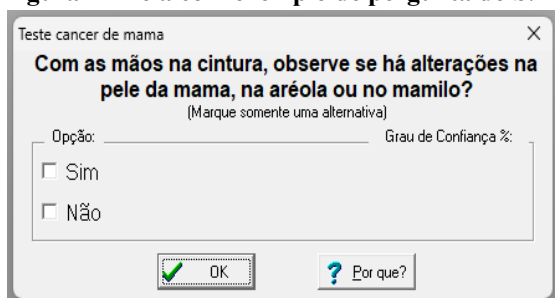 Teste cancer de mama
Com as mãos na cintura, observe se há alterações na
pele da mama, na aréola ou no mamilo?
(Marque somente uma alternativa)
Opção: Grau de Confiança %:
Sim
Não
OK Por que?